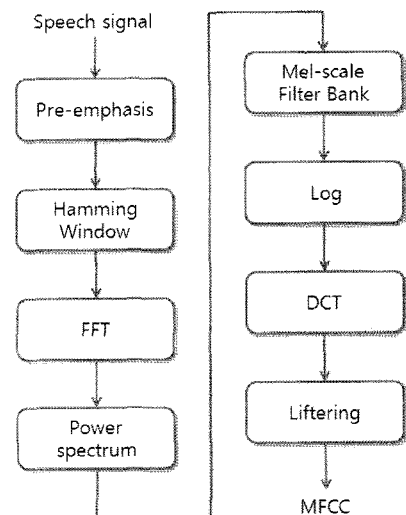 Speech signal
Pre-emphasis
Hamming
Window
FFT
Power
spectrum
Mel-scale
Filter Bank
Log
DCT
Liftering
MFCC